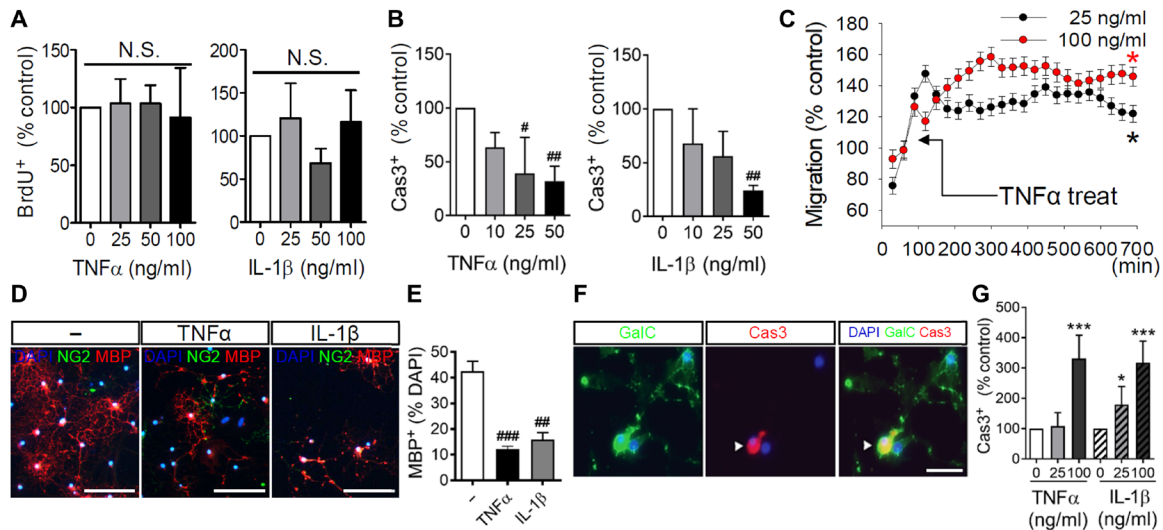 A
BrdU⁺ (% control)
150
100
50
0
N.S.
0 25 50 100
TNFα (ng/ml)
200
150
100
50
0
N.S.
0 25 50 100
IL-1β (ng/ml)
B
Cas3⁺ (% control)
150
100
50
0
#
##
0 10 25 50
TNFα (ng/ml)
Cas3⁺ (% control)
150
100
50
0
##
0 10 25 50
IL-1β (ng/ml)
C
Migration (% control)
180
160
140
120
100
80
60
25 ng/ml
100 ng/ml
*
*
TNFα treat
0 100 200 300 400 500 600 700
(min)
D
– TNFα IL-1β
DAPI NG2 MBP DAPI NG2 MBP DAPI NG2 MBP
E
MBP⁺ (% DAPI)
50
40
30
20
10
0
###
##
– TNFα IL-1β
F
GalC Cas3 DAPI GalC Cas3
G
Cas3⁺ (% control)
500
400
300
200
100
0
***
*
***
0 25 100 0 25 100
TNFα IL-1β
(ng/ml) (ng/ml)